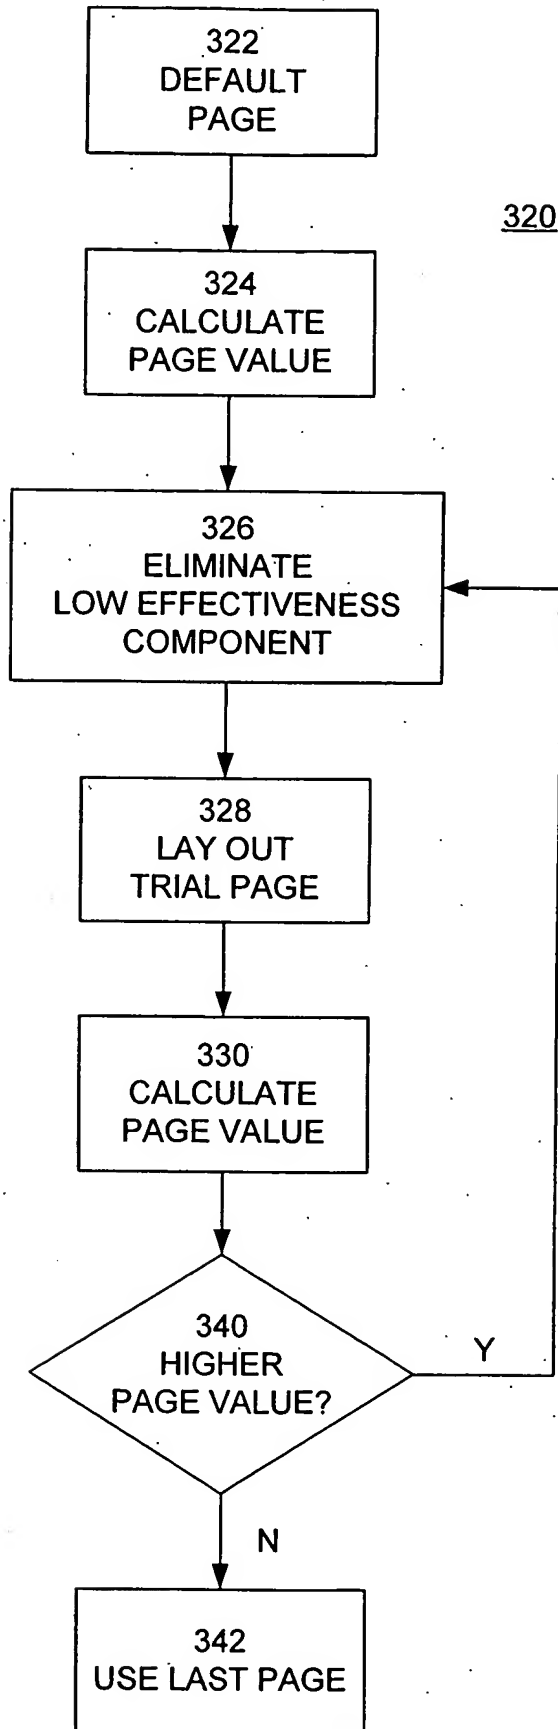 322
DEFAULT
PAGE
320
324
CALCULATE
PAGE VALUE
326
ELIMINATE
LOW EFFECTIVENESS
COMPONENT
328
LAY OUT
TRIAL PAGE
330
CALCULATE
PAGE VALUE
340
HIGHER
PAGE VALUE?
Y
N
342
USE LAST PAGE